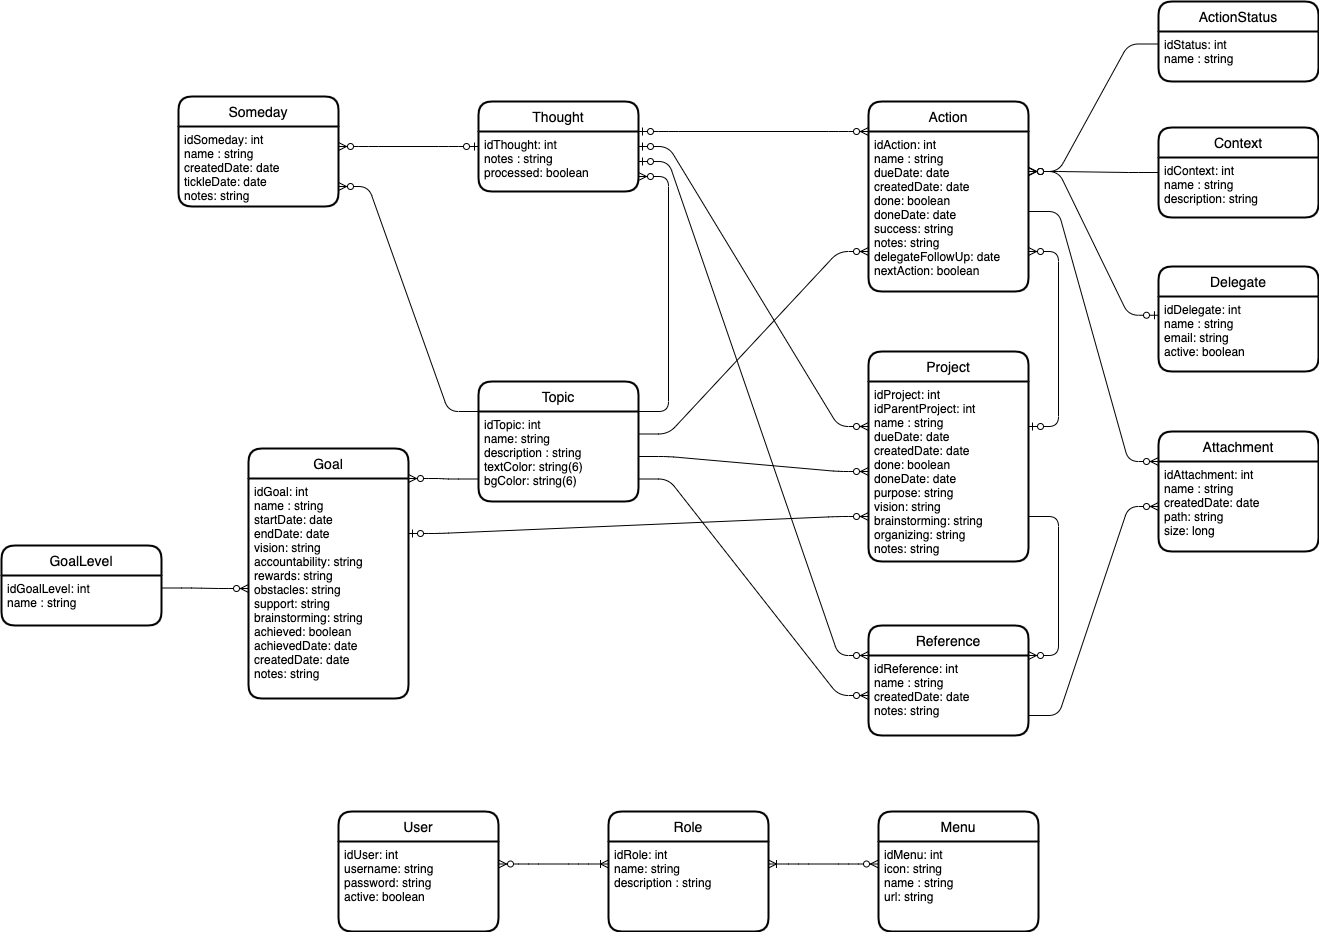 ActionStatus
idStatus: int
name : string
Someday
idSomeday: int
name : string
createdDate: date
tickleDate: date
notes: string
Thought
idThought: int
notes : string
processed: boolean
Action
idAction: int
name : string
dueDate: date
createdDate: date
done: boolean
doneDate: date
success: string
notes: string
delegateFollowUp: date
nextAction: boolean
Context
idContext: int
name : string
description: string
Delegate
idDelegate: int
name : string
email: string
active: boolean
Topic
idTopic: int
name: string
description : string
textColor: string(6)
bgColor: string(6)
Project
idProject: int
idParentProject: int
name : string
dueDate: date
createdDate: date
done: boolean
doneDate: date
purpose: string
vision: string
brainstorming: string
organizing: string
notes: string
Attachment
idAttachment: int
name : string
createdDate: date
path: string
size: long
Goal
idGoal: int
name : string
startDate: date
endDate: date
vision: string
accountability: string
rewards: string
obstacles: string
support: string
brainstorming: string
achieved: boolean
achievedDate: date
createdDate: date
notes: string
GoalLevel
idGoalLevel: int
name : string
Reference
idReference: int
name : string
createdDate: date
notes: string
User
idUser: int
username: string
password: string
active: boolean
Role
idRole: int
name: string
description : string
Menu
idMenu: int
icon: string
name : string
url: string